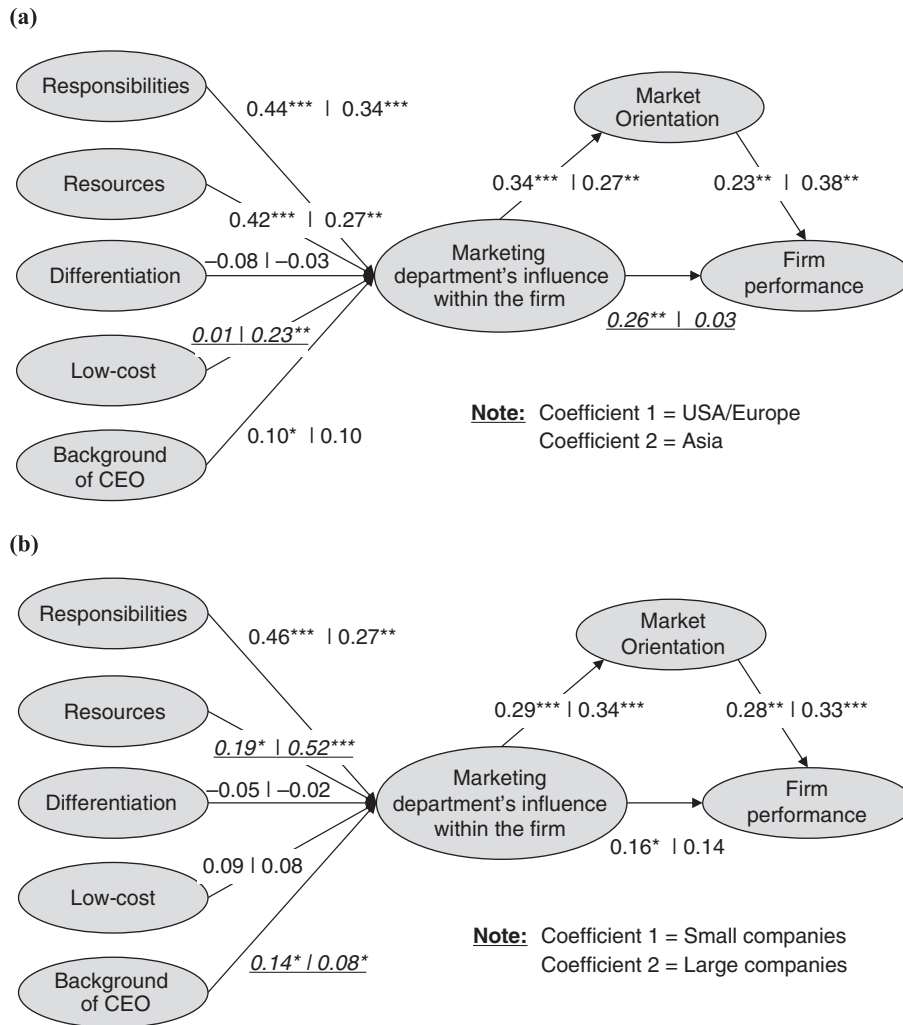 (a)
Responsibilities
0.44*** | 0.34***
Market
Orientation
Resources
0.42*** | 0.27**
0.34*** | 0.27**
0.23** | 0.38**
Differentiation
–0.08 | –0.03
Marketing
department's influence
within the firm
Firm
performance
0.26** | 0.03
Low-cost
0.01 | 0.23**
Background
of CEO
0.10* | 0.10
Note: Coefficient 1 = USA/Europe
Coefficient 2 = Asia
(b)
Responsibilities
0.46*** | 0.27**
Market
Orientation
Resources
0.19* | 0.52***
0.29*** | 0.34***
0.28** | 0.33***
Differentiation
–0.05 | –0.02
Marketing
department's influence
within the firm
Firm
performance
0.16* | 0.14
Low-cost
0.09 | 0.08
Background
of CEO
0.14* | 0.08*
Note: Coefficient 1 = Small companies
Coefficient 2 = Large companies